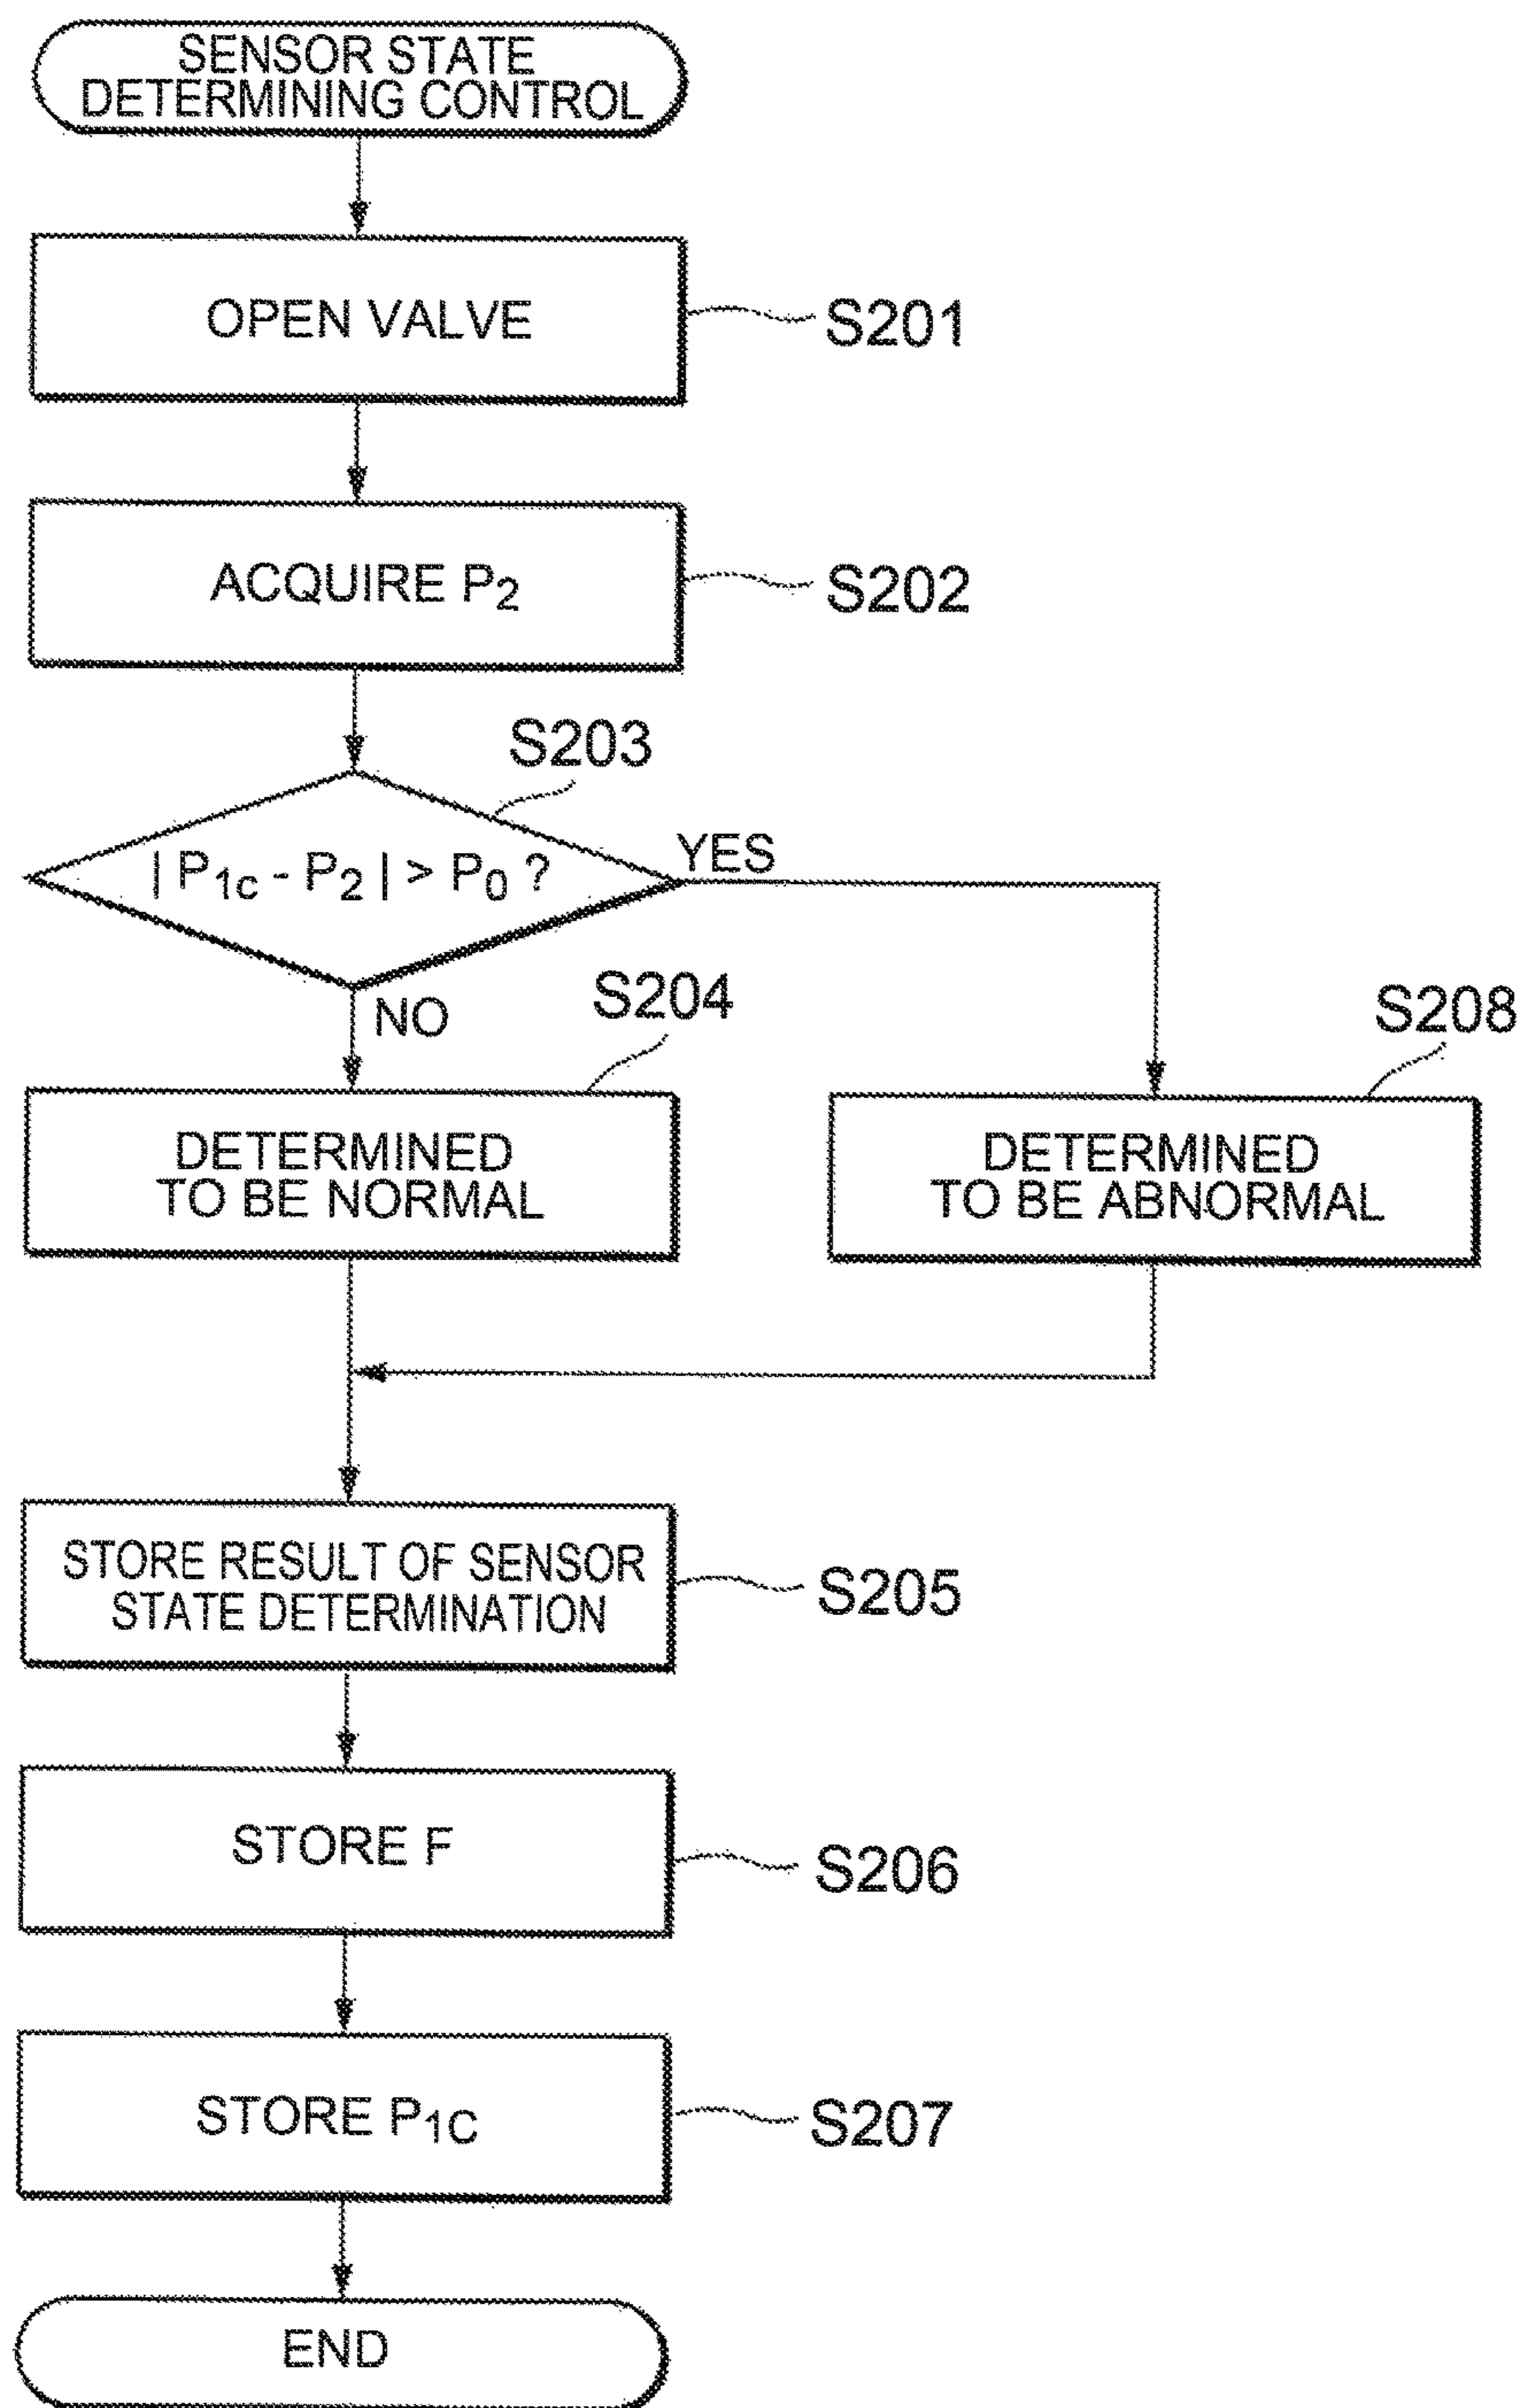 SENSOR STATE
DETERMINING CONTROL
OPEN VALVE
S201
ACQUIRE P2
S202
S203
| P1c - P2 | > P0 ?
YES
NO
S204
S208
DETERMINED
TO BE NORMAL
DETERMINED
TO BE ABNORMAL
STORE RESULT OF SENSOR
STATE DETERMINATION
S205
STORE F
S206
STORE P1C
S207
END